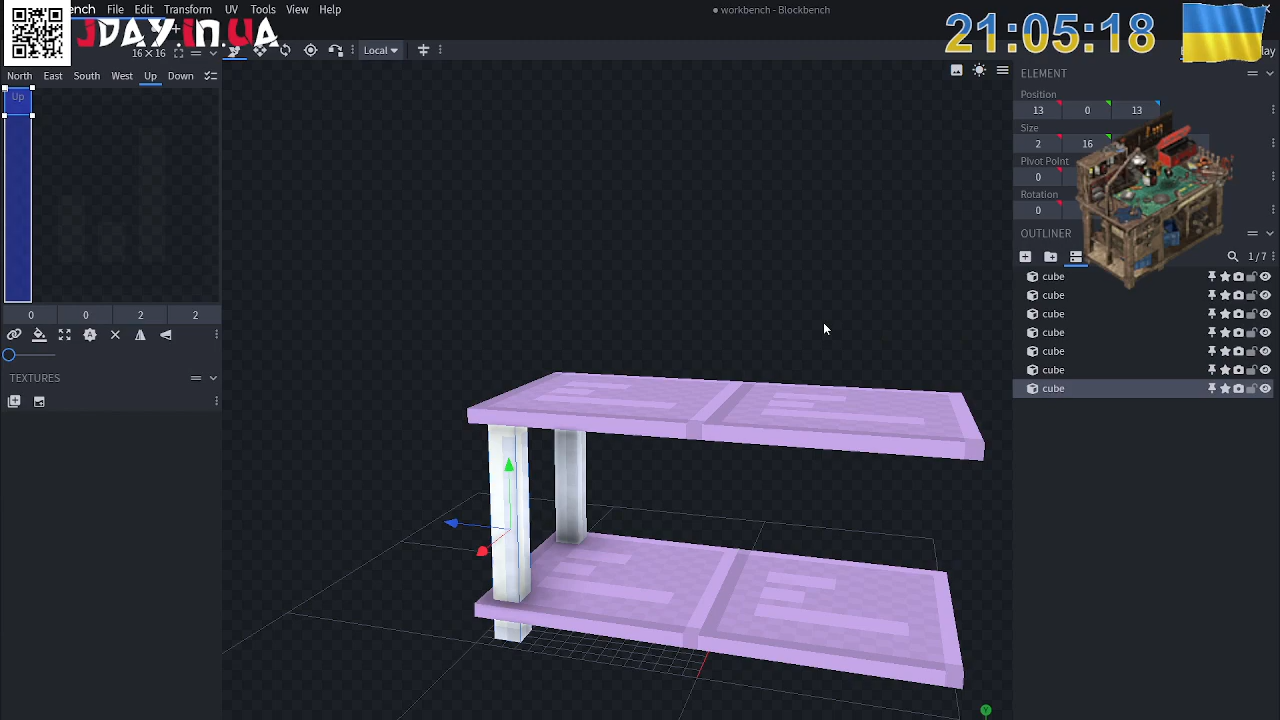 bench File Edit Transform UV Tools View Help
● workbench - Blockbench
JDAY.IN.UA
21:05:18
16×16
Local
lay
North East South West Up Down
Up
0 0 2 2
TEXTURES
ELEMENT
Position
13 0 13
Size
2 16
Pivot Point
0
Rotation
0
OUTLINER
1/7
cube
cube
cube
cube
cube
cube
cube